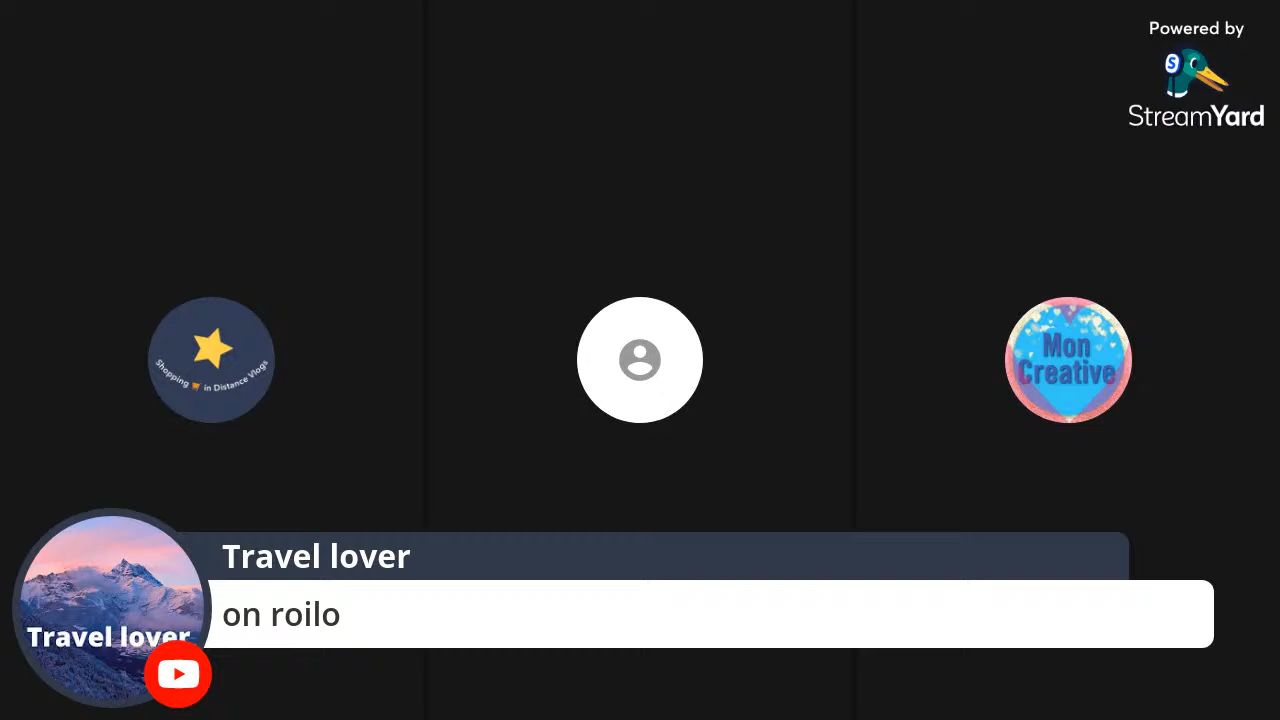 Powered by
S
StreamYard
Shopping 🛒 in Distance Vlogs
Mon
Creative
Travel lover
on roilo
Travel lover